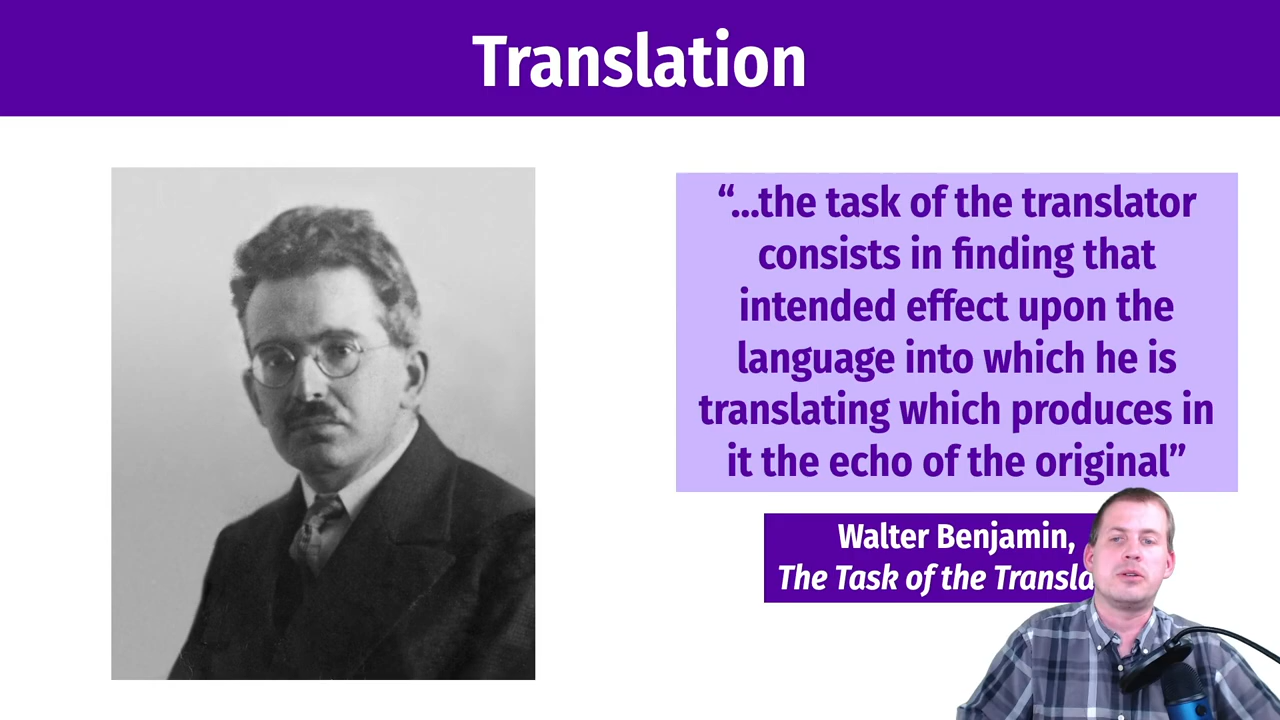 Translation
“...the task of the translator
consists in finding that
intended effect upon the
language into which he is
translating which produces in
it the echo of the original”
Walter Benjamin,
The Task of the